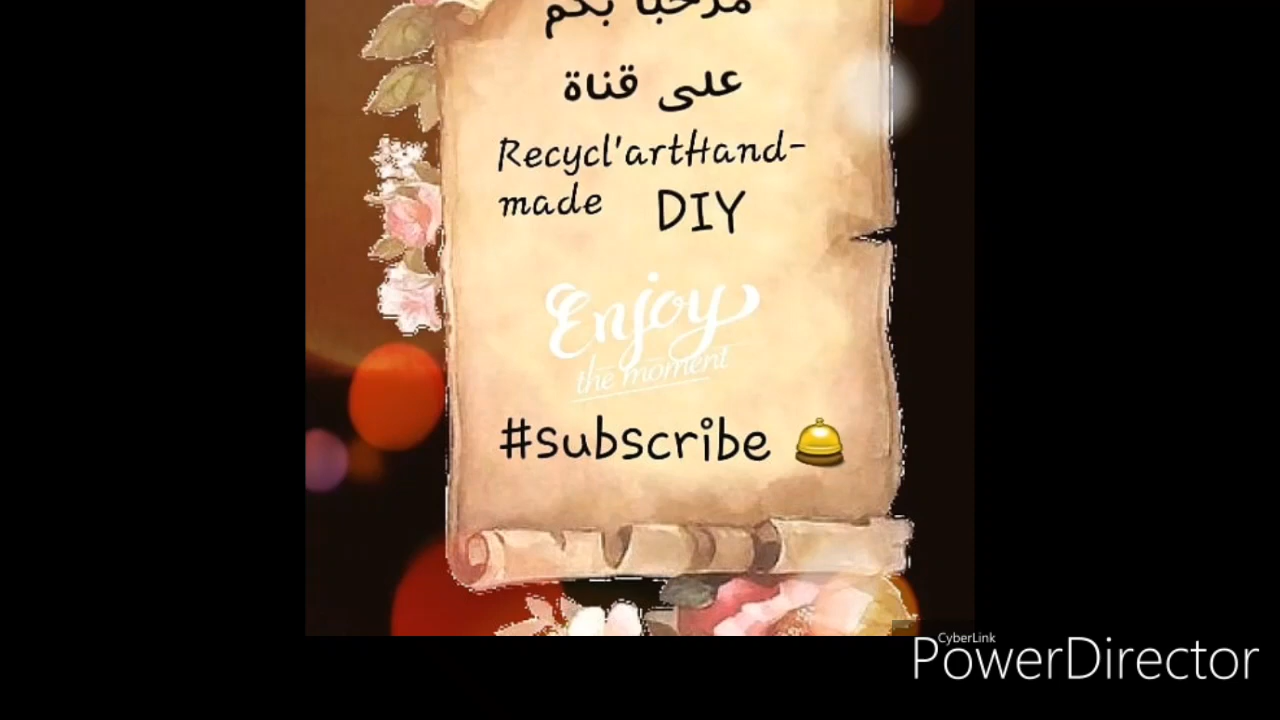 مرحبا بكم
على قناة
Recycl'artHand-
made DIY
Enjoy
the moment
#subscribe
CyberLink
PowerDirector